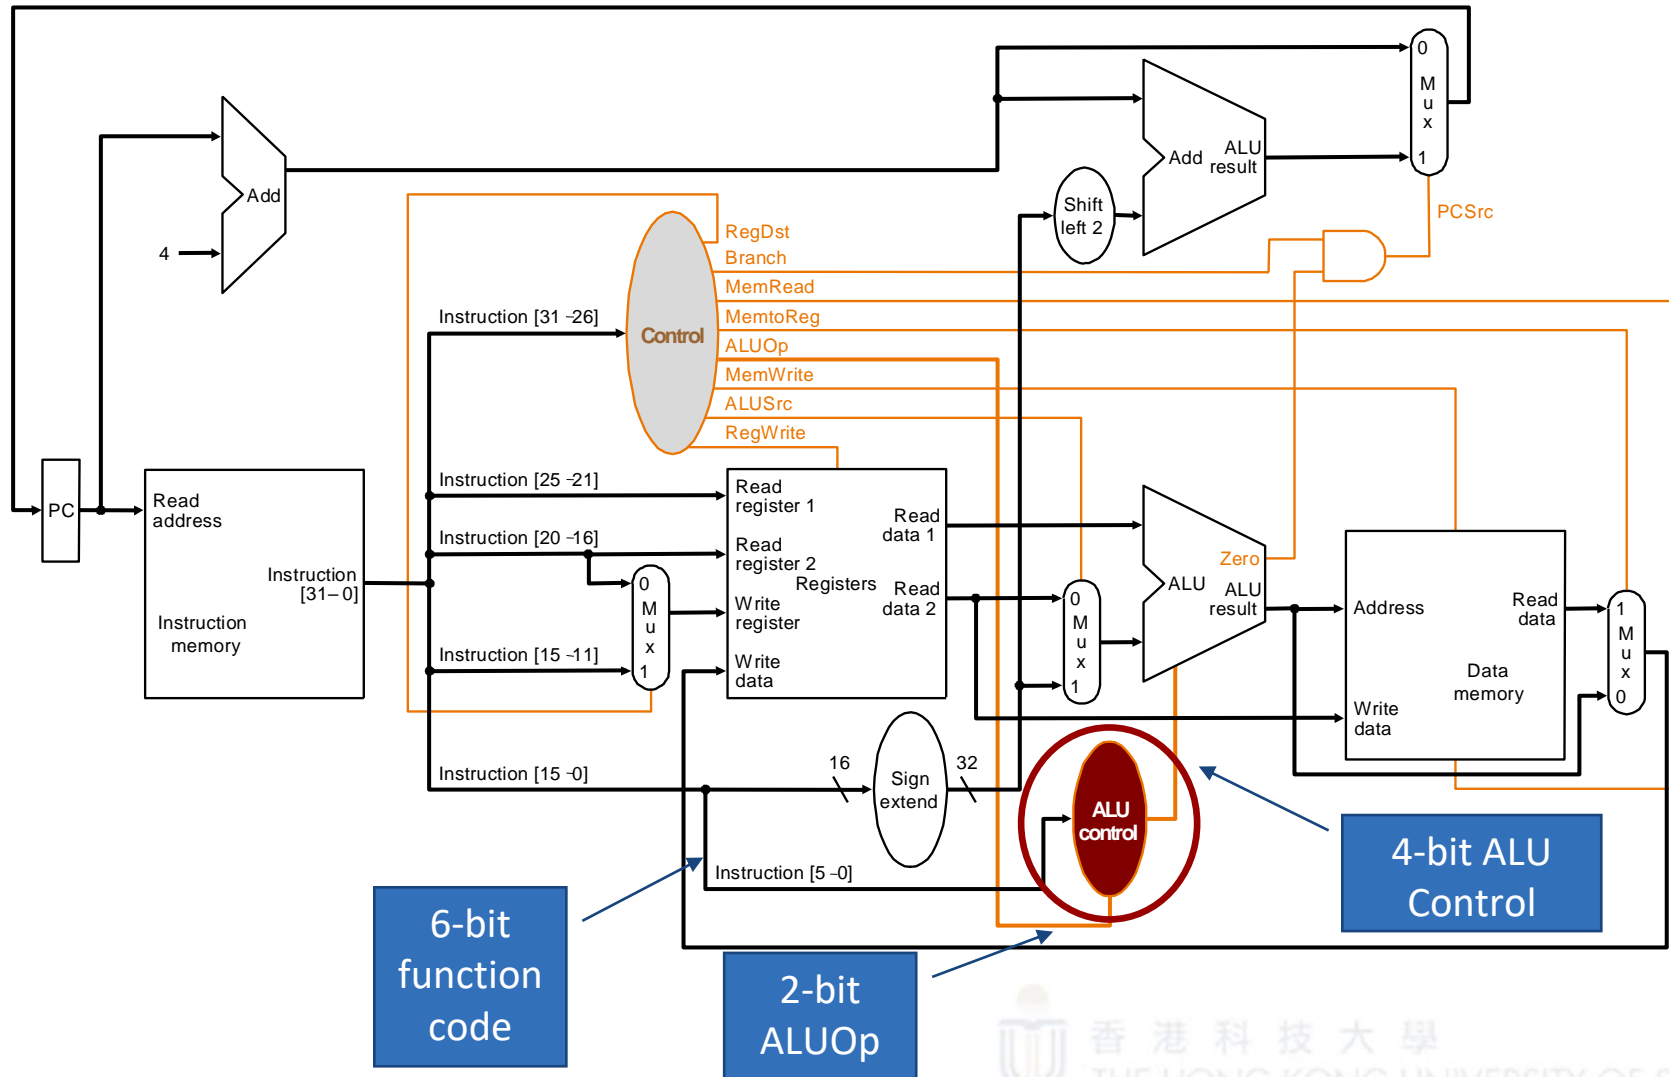 0
M
u
x
1
Add
ALU
result
Shift
left 2
PCSrc
Add
4
RegDst
Branch
MemRead
MemtoReg
ALUOp
MemWrite
ALUSrc
RegWrite
Control
Instruction [31–26]
PC
Read
address
Instruction
[31–0]
Instruction
memory
Instruction [25–21]
Instruction [20–16]
Instruction [15–11]
0
M
u
x
1
Read
register 1
Read
register 2
Write
register
Write
data
Registers
Read
data 1
Read
data 2
0
M
u
x
1
Zero
ALU
ALU
result
Address
Write
data
Read
data
Data
memory
1
M
u
x
0
Instruction [15–0]
16
Sign
extend
32
ALU
control
Instruction [5–0]
6-bit
function
code
2-bit
ALUOp
4-bit ALU
Control
香港科技大學
THE HONG KONG UNIVERSITY OF S